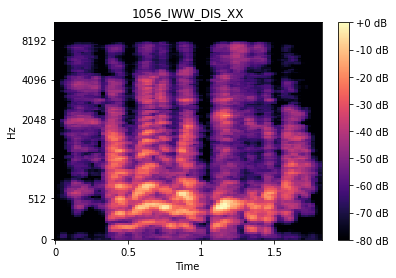 1056_IWW_DIS_XX
+0 dB
8192
-10 dB
4096
-20 dB
-30 dB
2048
Hz
-40 dB
1024
-50 dB
512
-60 dB
-70 dB
0
-80 dB
0 0.5 1 1.5
Time